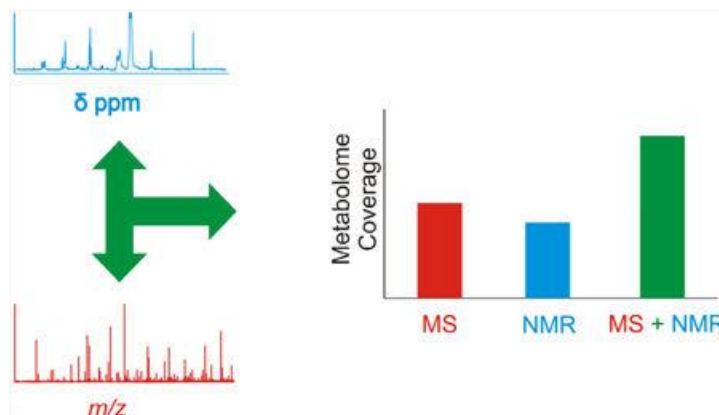 δ ppm
m/z
Metabolome
Coverage
MS
NMR
MS + NMR